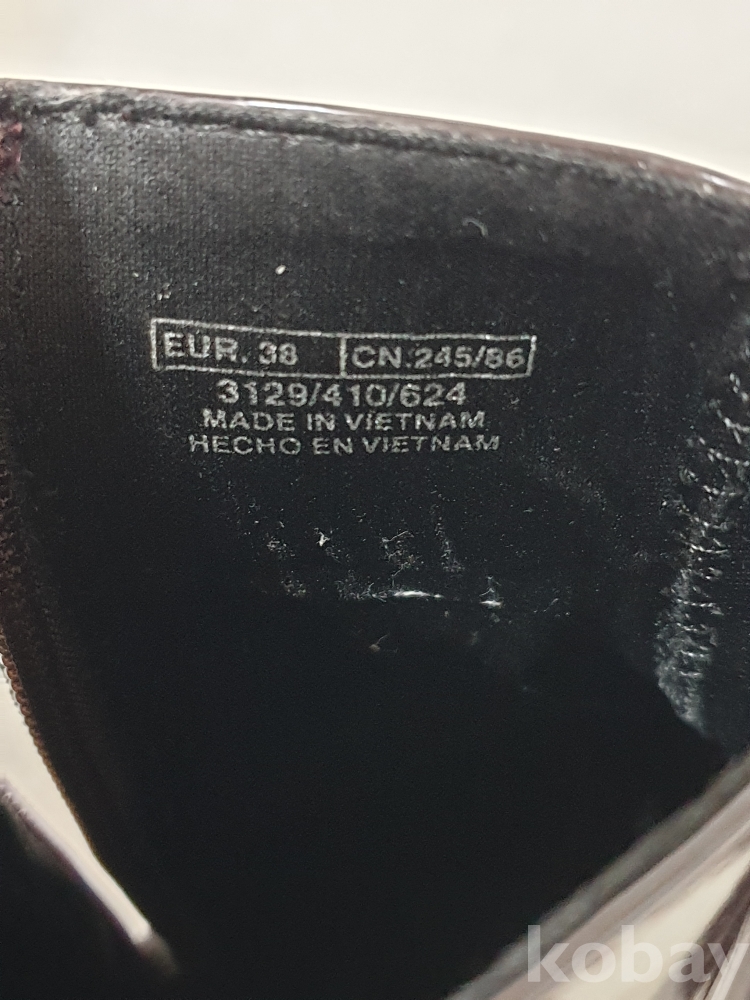 EUR. 38 CN.245/86
3129/410/624
MADE IN VIETNAM
HECHO EN VIETNAM
kobay